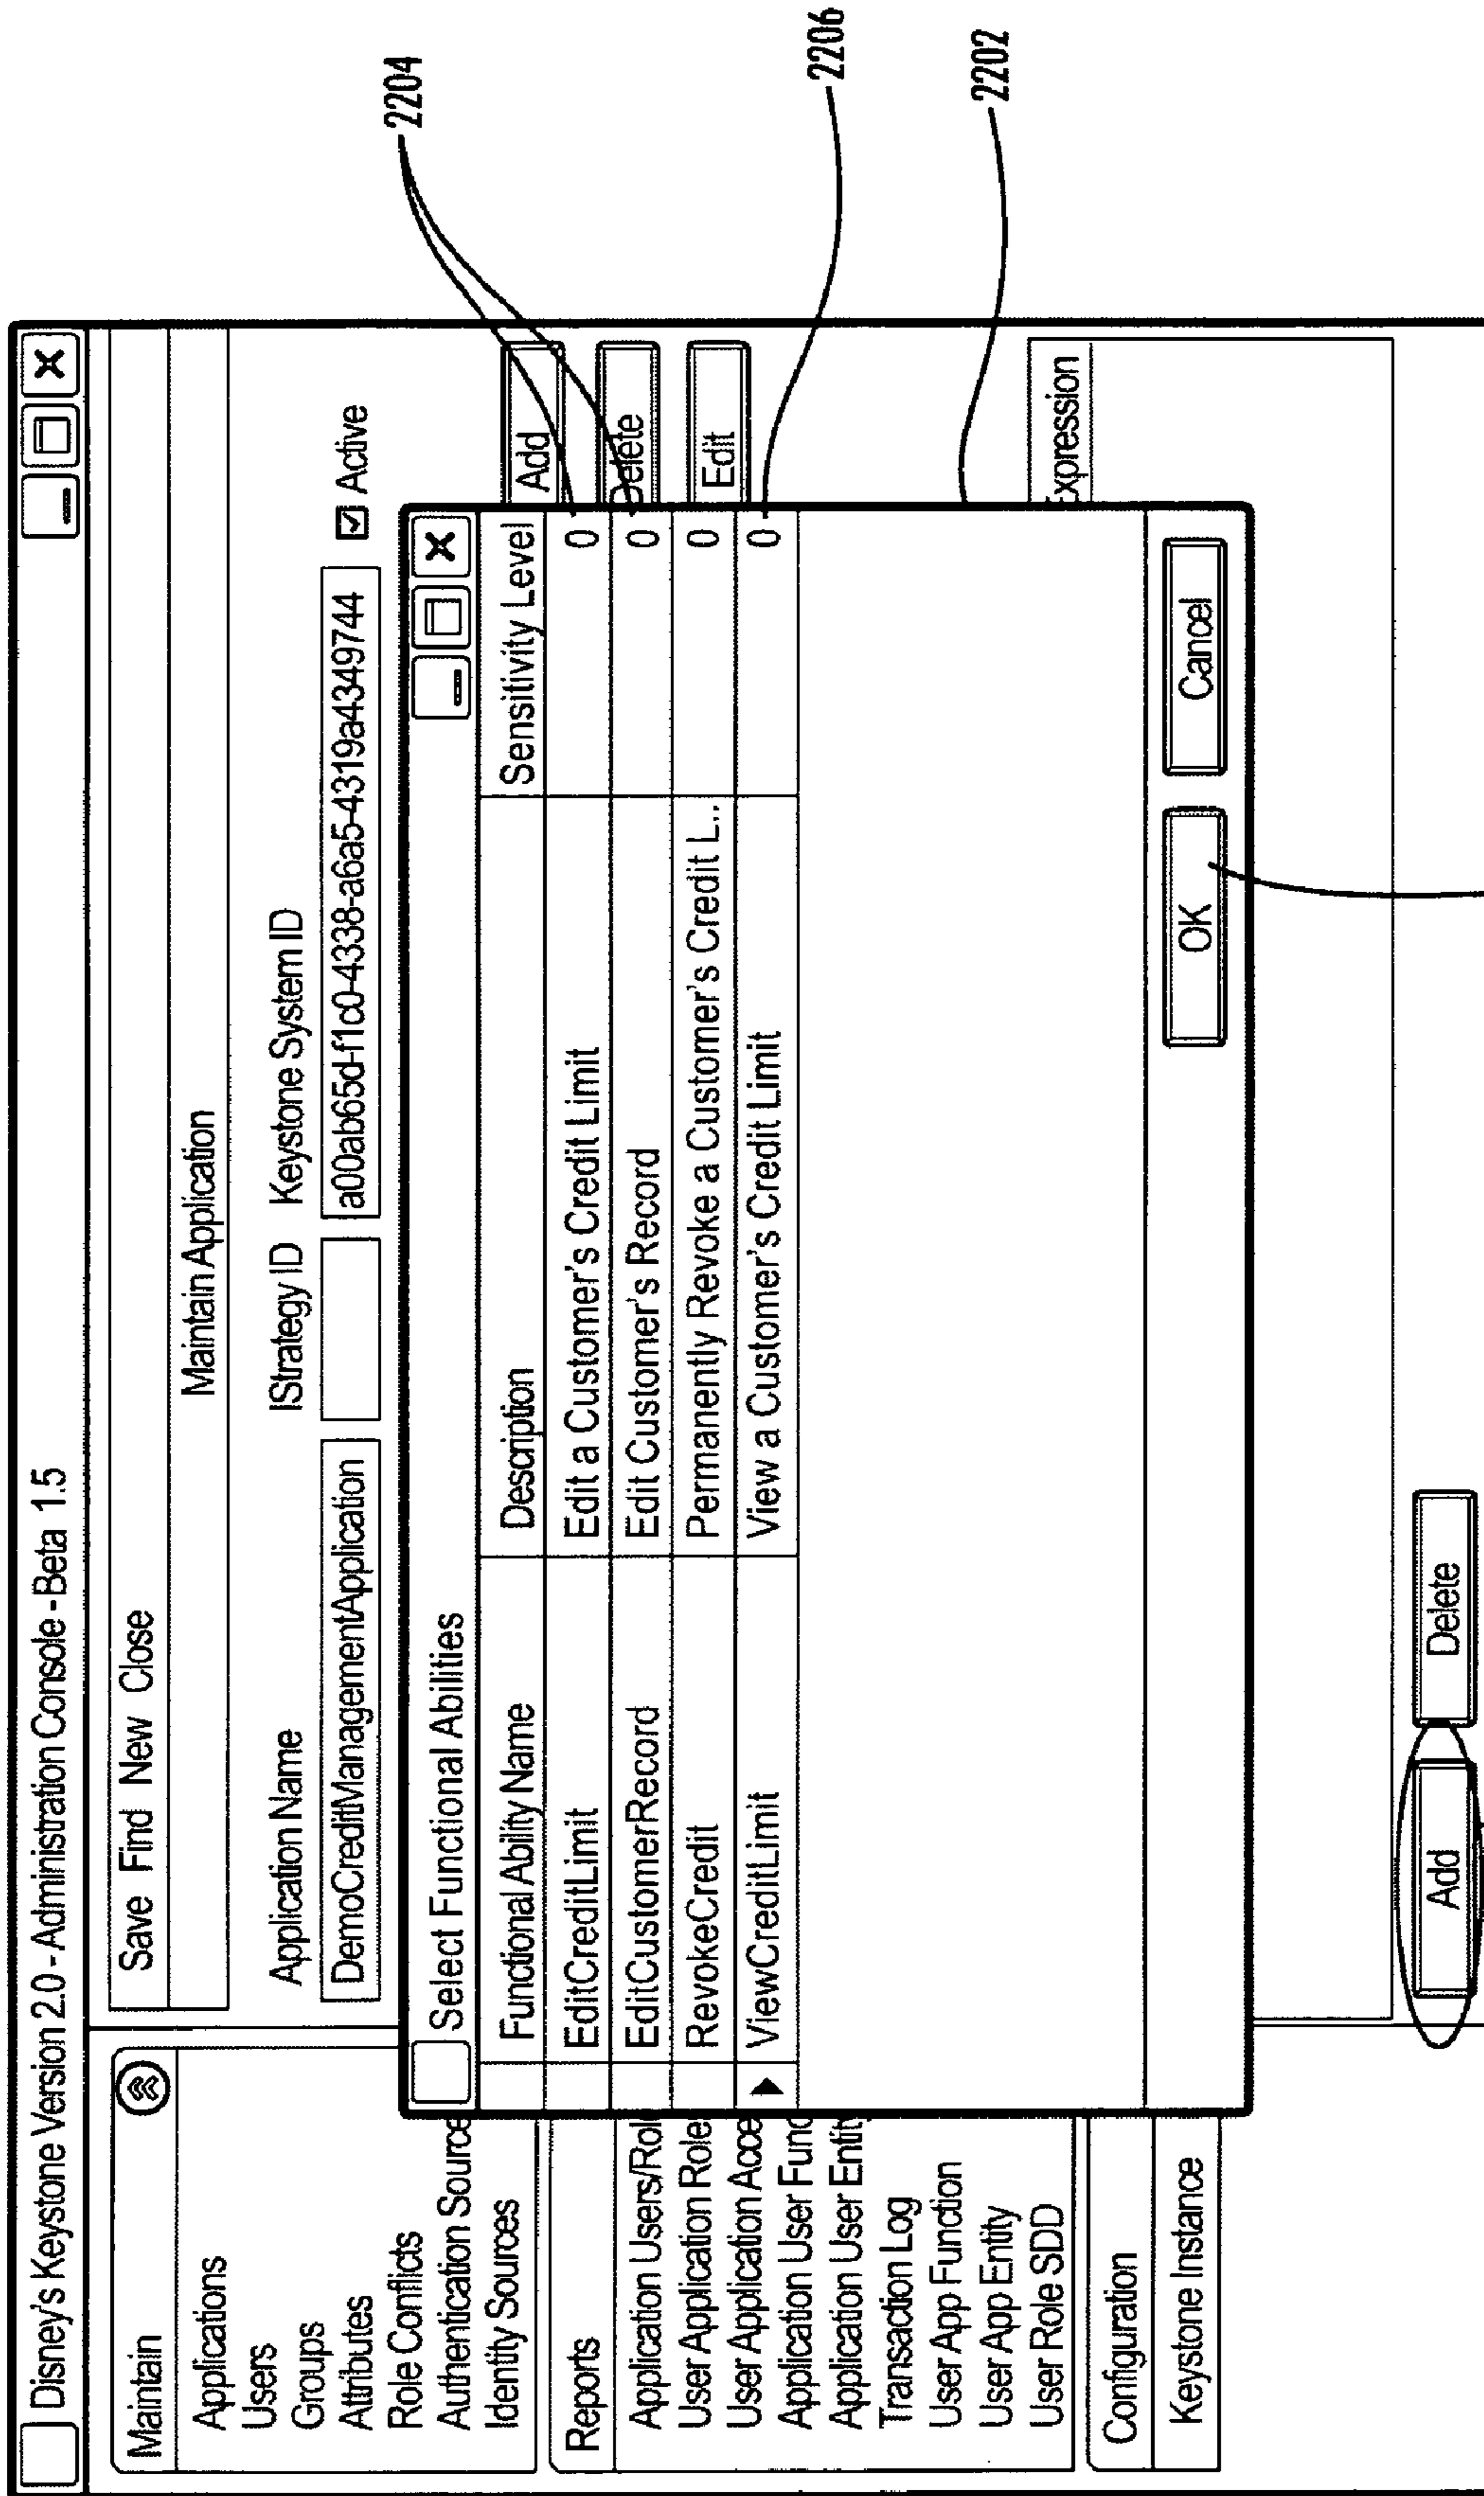 Disney's Keystone Version 2.0 - Administration Console - Beta 1.5
Maintain
Applications
Users
Groups
Attributes
Role Conflicts
Authentication Source
Identity Sources
Reports
Application Users/Rol
User Application Role
User Application Acce
Application User Func
Application User Entity
Transaction Log
User App Function
User App Entity
User Role SDD
Configuration
Keystone Instance
Save Find New Close
Maintain Application
Application Name IStrategy ID Keystone System ID
DemoCreditManagementApplication a00ab65d-f1c0-4338-a6a5-4319a4349744 Active
Select Functional Abilities
Functional Ability Name Description Sensitivity Level
EditCreditLimit Edit a Customer's Credit Limit 0
EditCustomerRecord Edit Customer's Record 0
RevokeCredit Permanently Revoke a Customer's Credit L.. 0
ViewCreditLimit View a Customer's Credit Limit 0
OK Cancel
Add
Delete
Edit
Expression
Add Delete
2204
2206
2202